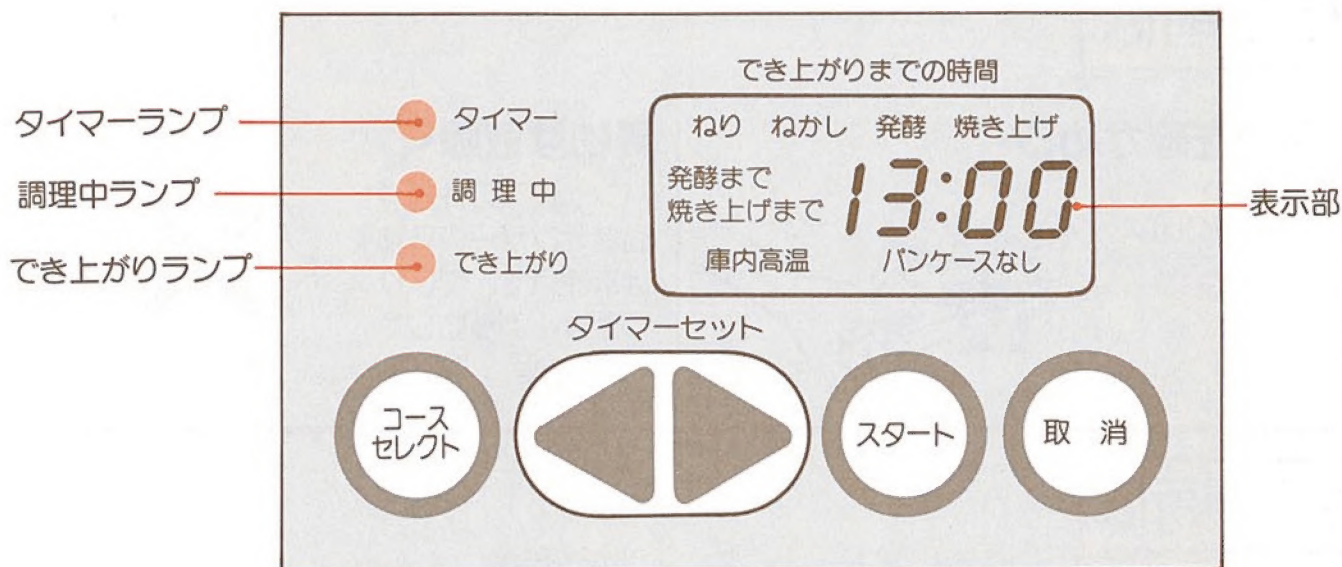 タイマーランプ
調理中ランプ
でき上がりランプ
タイマー
調理中
でき上がり
でき上がりまでの時間
ねり ねかし 発酵 焼き上げ
発酵まで
焼き上げまで
13:00
庫内高温 パンケースなし
表示部
タイマーセット
コース
セレクト
スタート
取消